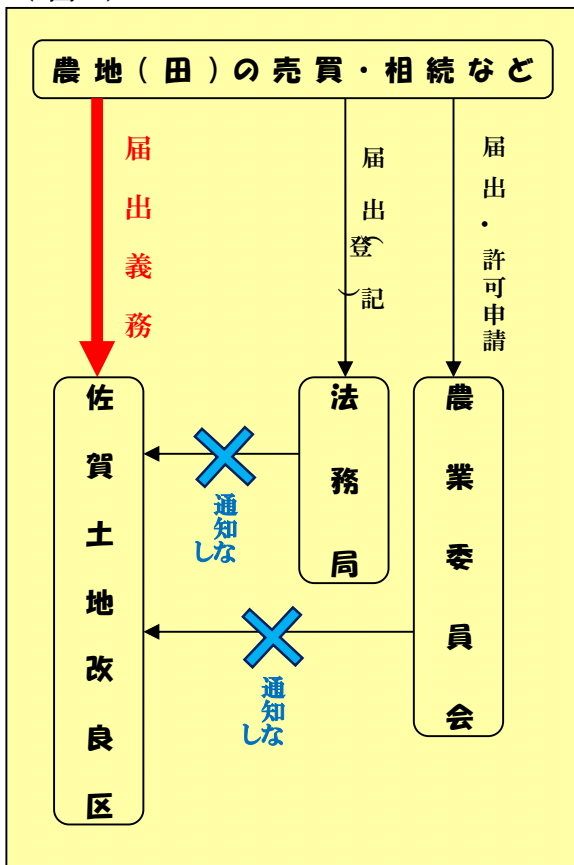 農地(田)の売買・相続など
届出義務
届出(登記)
届出・許可申請
佐賀土地改良区
法務局
農業委員会
通知なし
通知なし